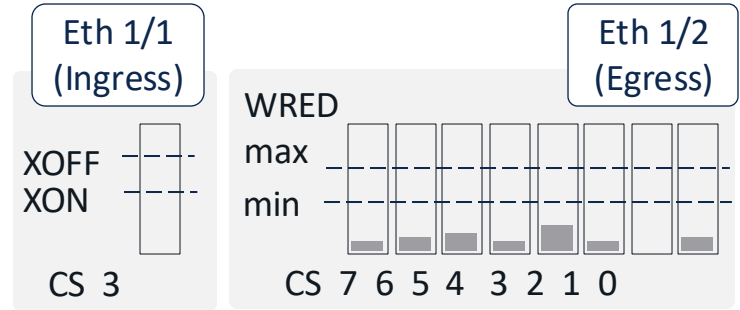 Eth 1/1
(Ingress)
XOFF
XON
CS 3
Eth 1/2
(Egress)
WRED
max
min
CS 7 6 5 4 3 2 1 0